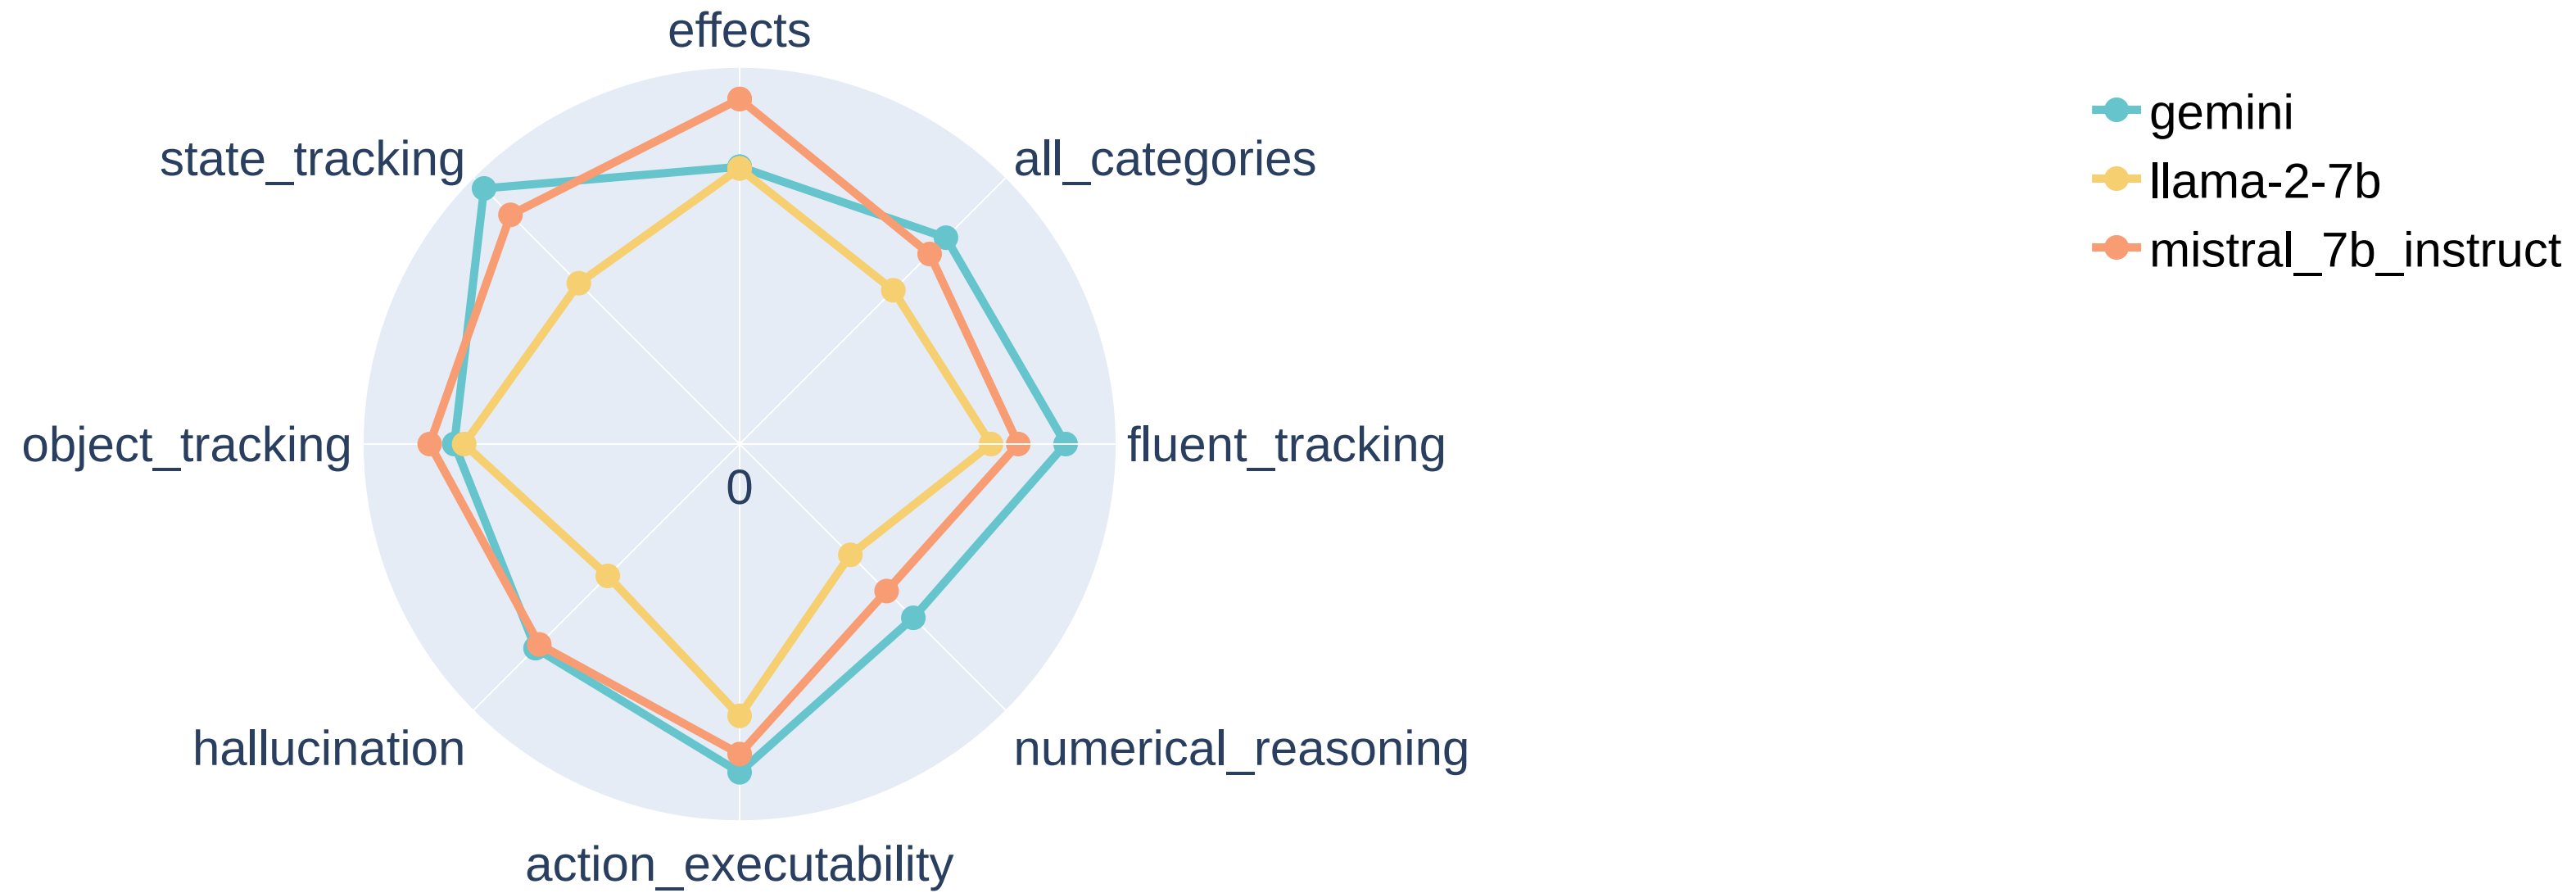 effects
state_tracking
all_categories
object_tracking
fluent_tracking
0
hallucination
numerical_reasoning
action_executability
gemini
llama-2-7b
mistral_7b_instruct